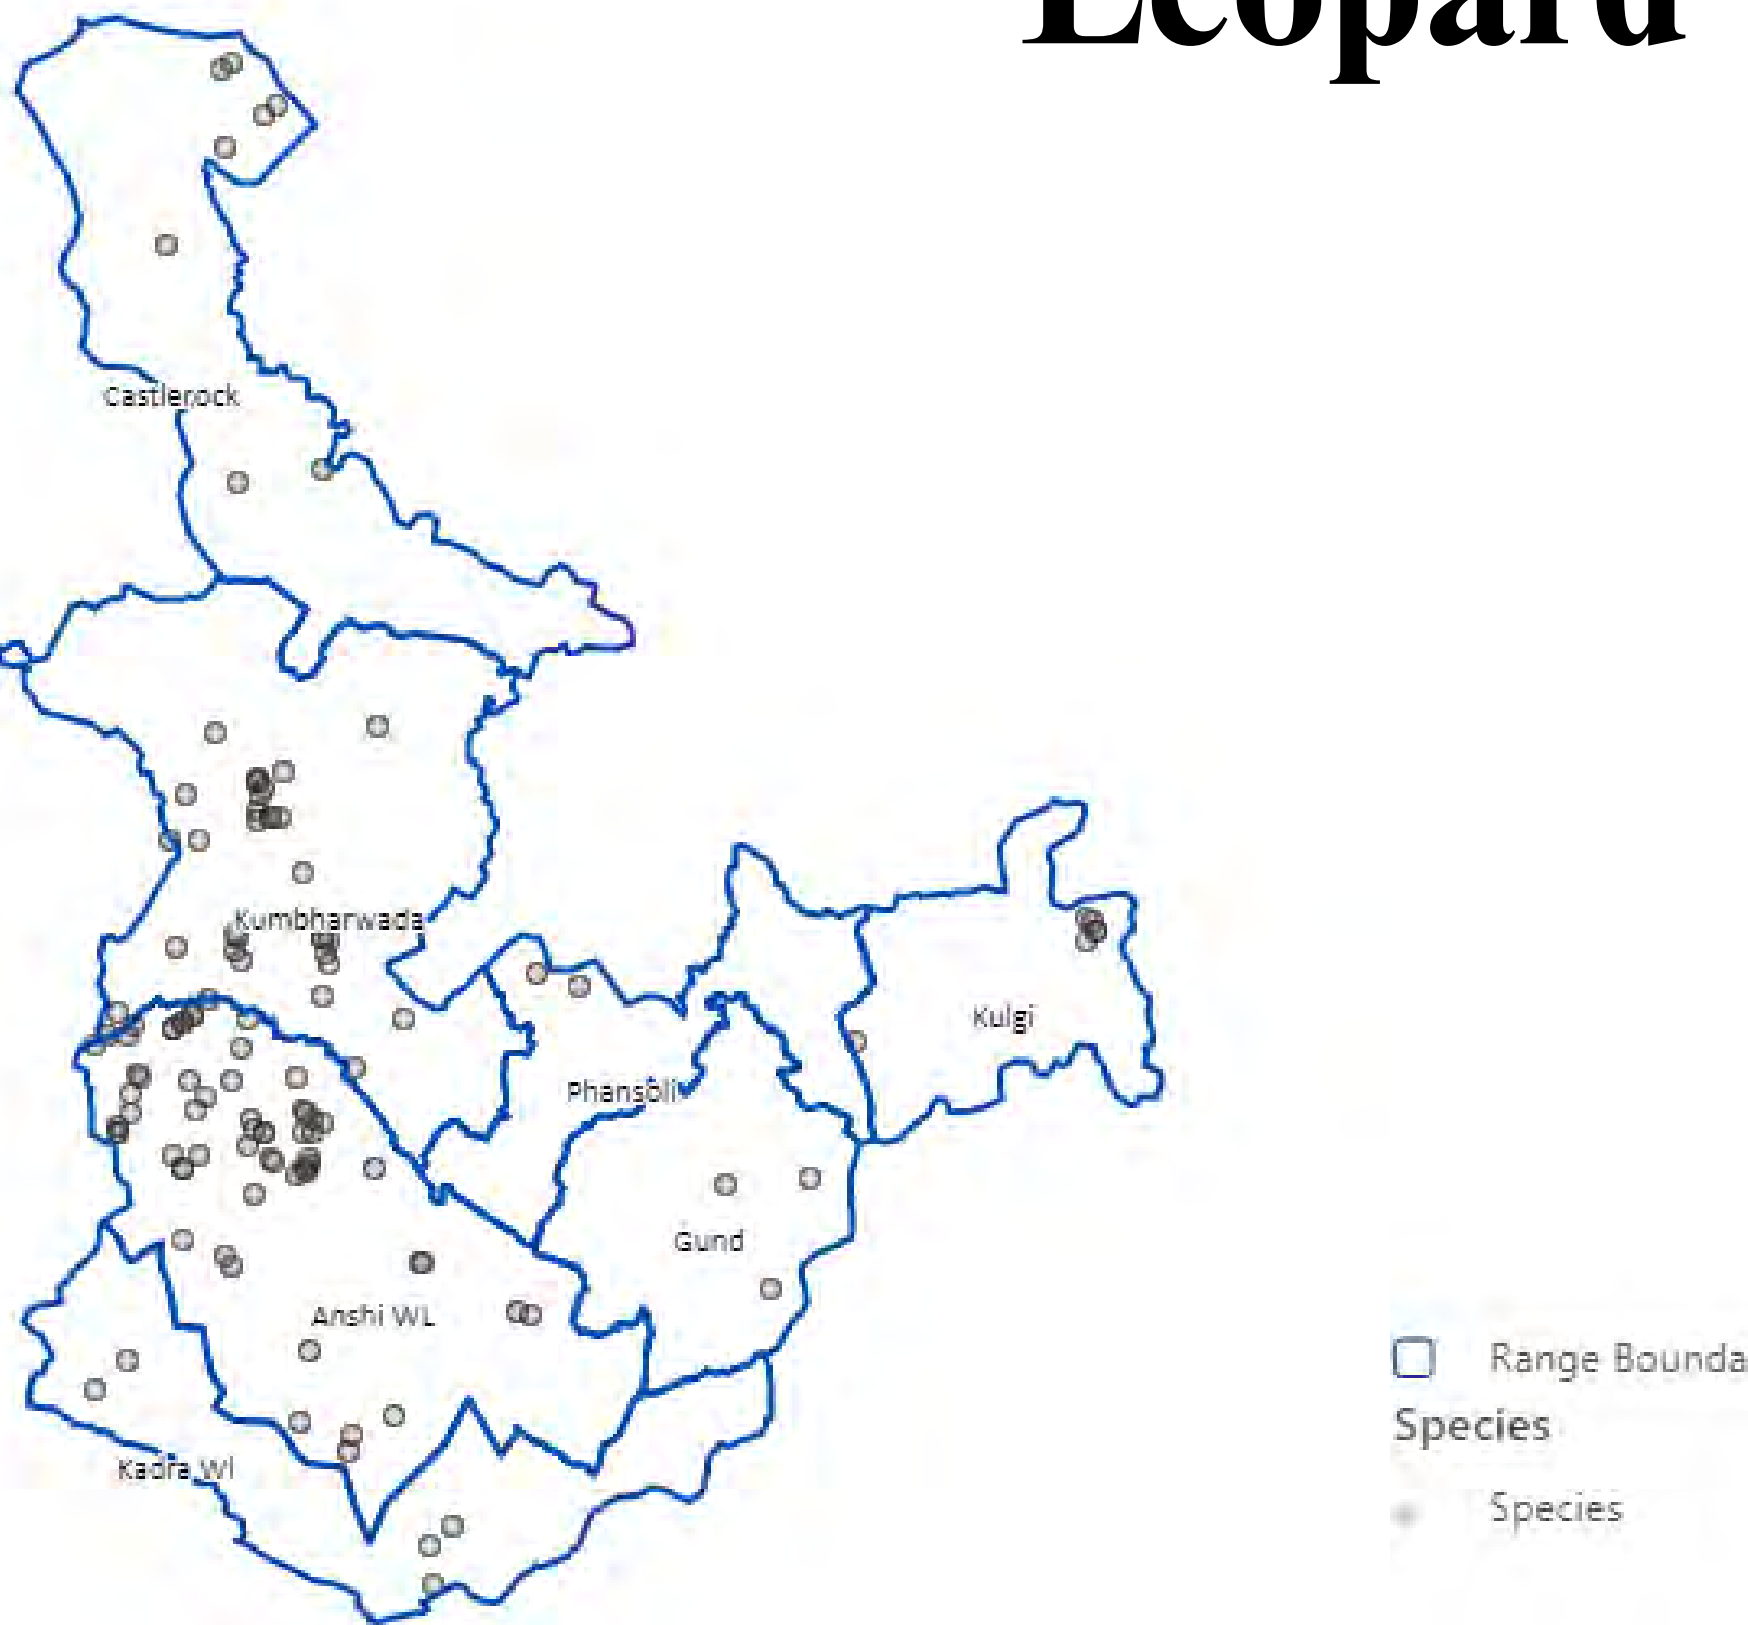 Leopard
Castlerock
Kumbharwada
Kulgi
Phansoli
Gund
Anshi WL
Kadra Wl
Range Bounda
Species
Species